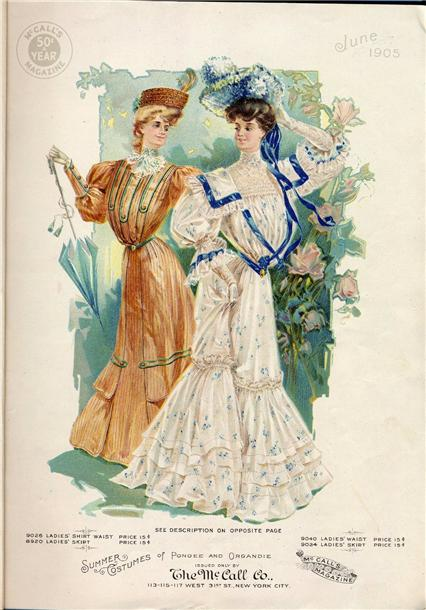 McCALL'S
50¢ A YEAR
MAGAZINE
June
1905
SEE DESCRIPTION ON OPPOSITE PAGE
9026 LADIES' SHIRT WAIST PRICE 15¢
8920 LADIES' SKIRT PRICE 15¢
9040 LADIES' WAIST PRICE 15¢
9034 LADIES' SKIRT PRICE 15¢
SUMMER COSTUMES of PONGEE AND ORGANDIE
ISSUED ONLY BY
The McCall Co.,
113-115-117 WEST 31ST ST., NEW YORK CITY.
McCALL'S
MAGAZINE